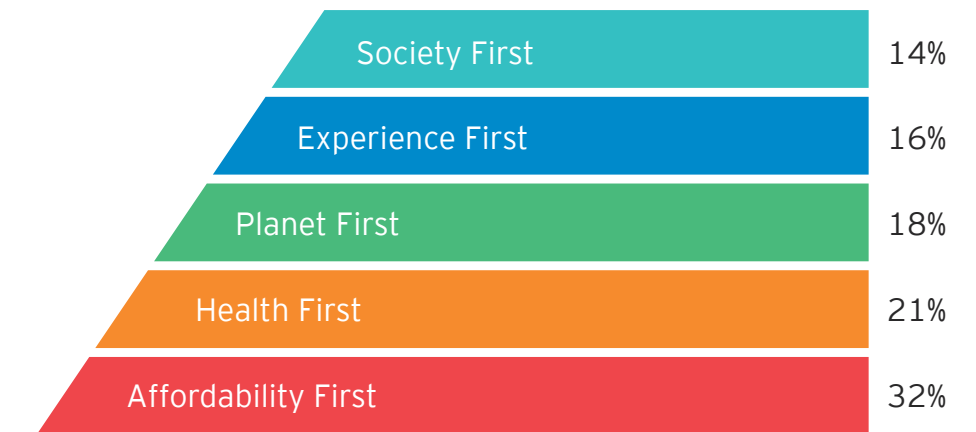 Society First 14%
Experience First 16%
Planet First 18%
Health First 21%
Affordability First 32%